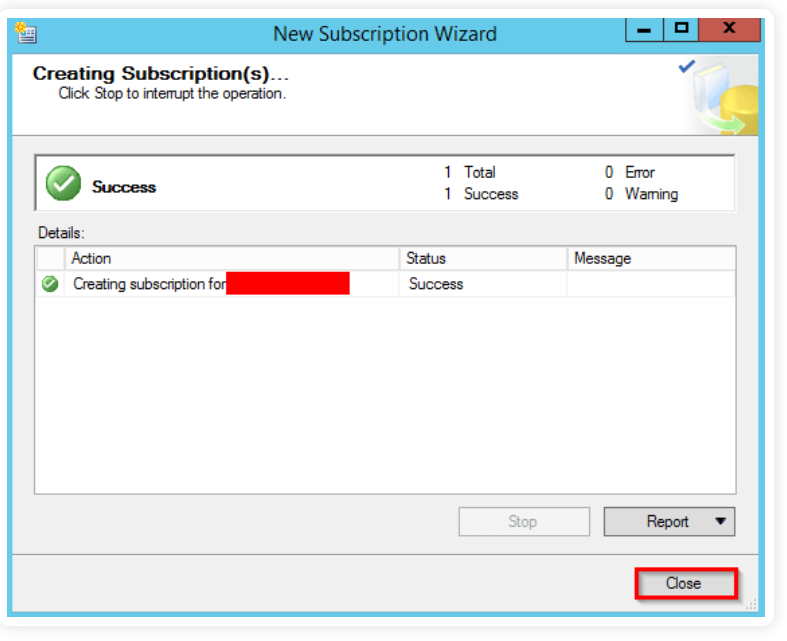 New Subscription Wizard
Creating Subscription(s)...
Click Stop to interrupt the operation.
Success
1 Total
0 Error
1 Success
0 Warning
Details:
Action Status Message
Creating subscription for Success
Stop Report
Close